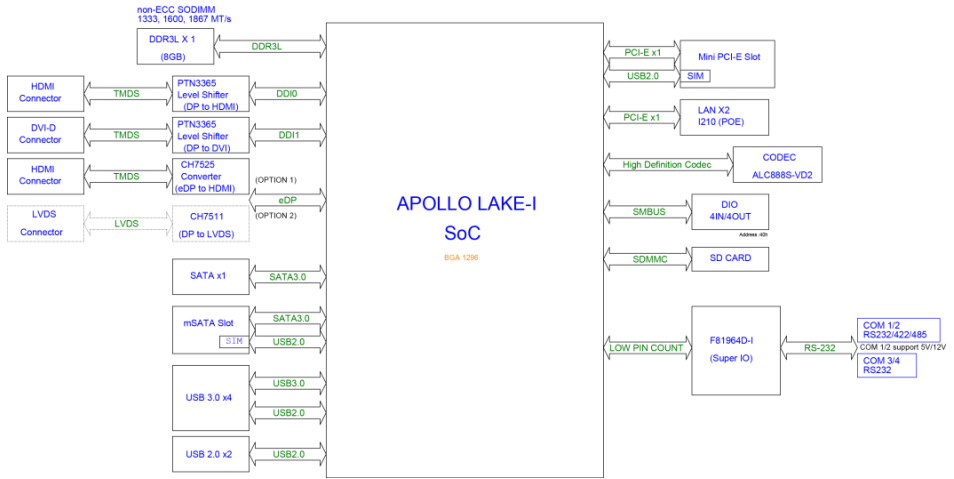 non-ECC SODIMM
1333, 1600, 1867 MT/s
DDR3L X 1
(8GB)
DDR3L
HDMI
Connector
TMDS
PTN3365
Level Shifter
(DP to HDMI)
DDI0
DVI-D
Connector
TMDS
PTN3365
Level Shifter
(DP to DVI)
DDI1
HDMI
Connector
TMDS
CH7525
Converter
(eDP to HDMI)
(OPTION 1)
eDP
(OPTION 2)
LVDS
Connector
LVDS
CH7511
(DP to LVDS)
SATA x1
SATA3.0
mSATA Slot
SIM
SATA3.0
USB2.0
USB 3.0 x4
USB3.0
USB2.0
USB 2.0 x2
USB2.0
APOLLO LAKE-I
SoC
BGA 1296
PCI-E x1
USB2.0
Mini PCI-E Slot
SIM
PCI-E x1
LAN X2
I210 (POE)
High Definition Codec
CODEC
ALC888S-VD2
SMBUS
DIO
4IN/4OUT
Address :40h
SDMMC
SD CARD
LOW PIN COUNT
F81964D-I
(Super IO)
RS-232
COM 1/2
RS232/422/485
COM 1/2 support 5V/12V
COM 3/4
RS232